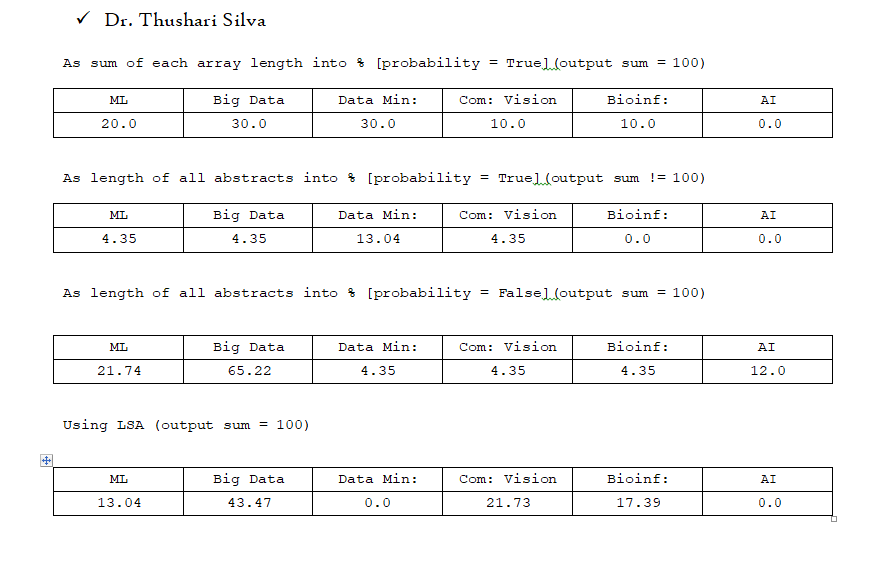 ✓ Dr. Thushari Silva
As sum of each array length into % [probability = True](output sum = 100)
ML Big Data Data Min: Com: Vision Bioinf: AI
20.0 30.0 30.0 10.0 10.0 0.0
As length of all abstracts into % [probability = True](output sum != 100)
ML Big Data Data Min: Com: Vision Bioinf: AI
4.35 4.35 13.04 4.35 0.0 0.0
As length of all abstracts into % [probability = False](output sum = 100)
ML Big Data Data Min: Com: Vision Bioinf: AI
21.74 65.22 4.35 4.35 4.35 12.0
Using LSA (output sum = 100)
ML Big Data Data Min: Com: Vision Bioinf: AI
13.04 43.47 0.0 21.73 17.39 0.0